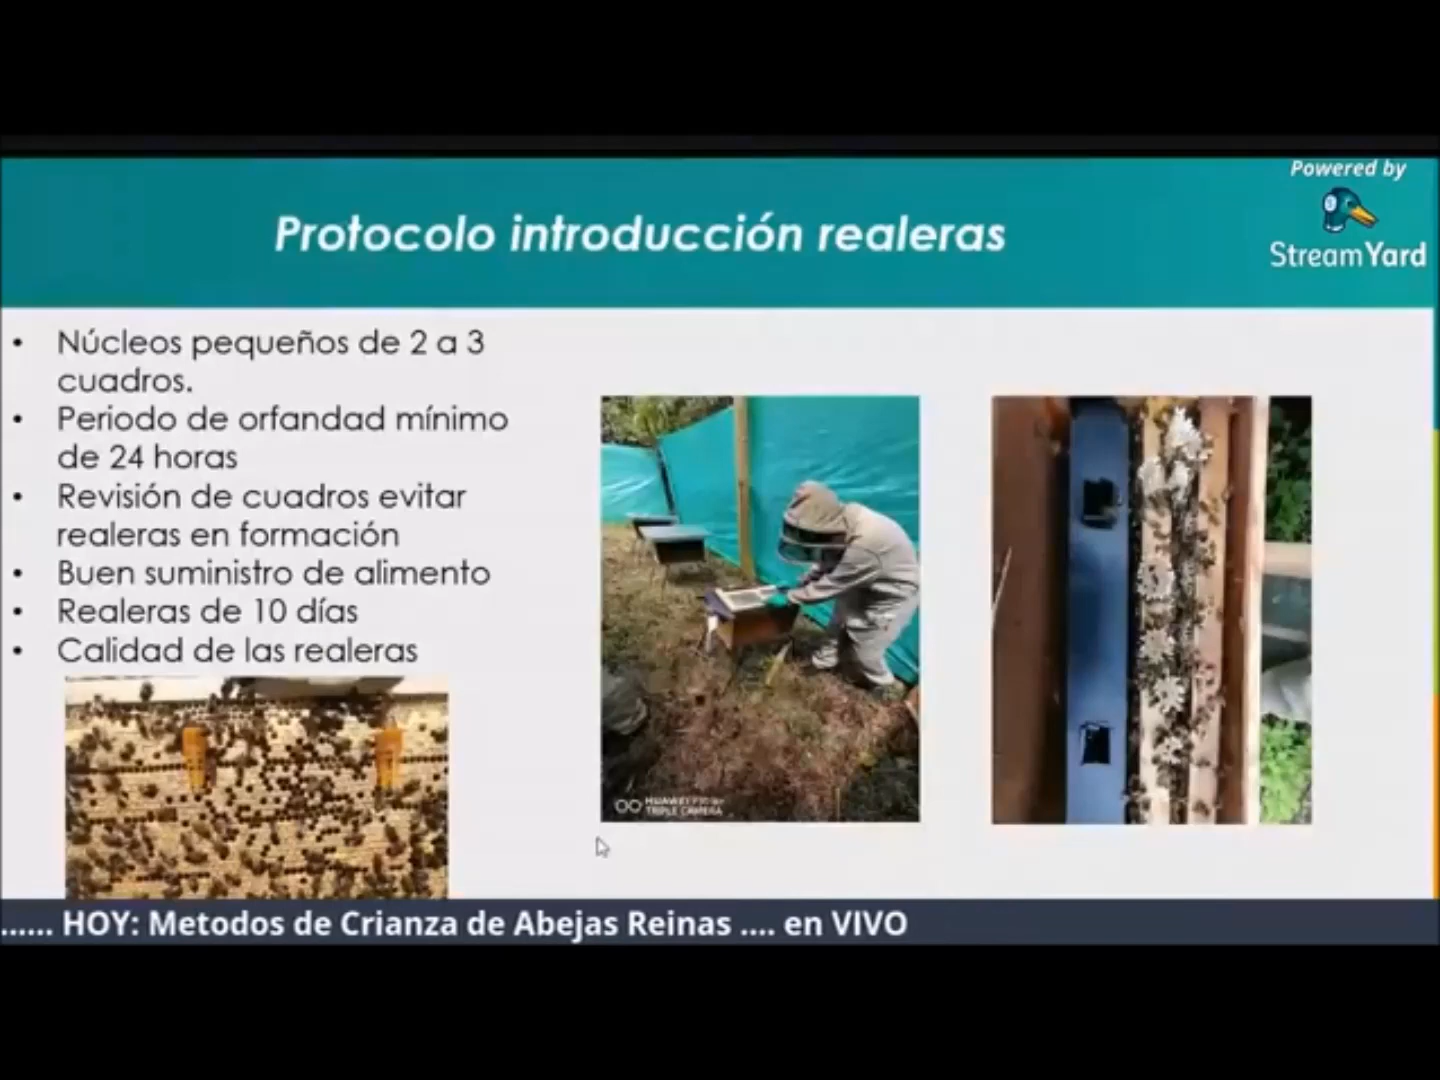 Powered by
StreamYard
Protocolo introducción realeras
• Núcleos pequeños de 2 a 3
cuadros.
• Periodo de orfandad mínimo
de 24 horas
• Revisión de cuadros evitar
realeras en formación
• Buen suministro de alimento
• Realeras de 10 días
• Calidad de las realeras
TRIPLE CAMERA
...... HOY: Metodos de Crianza de Abejas Reinas .... en VIVO